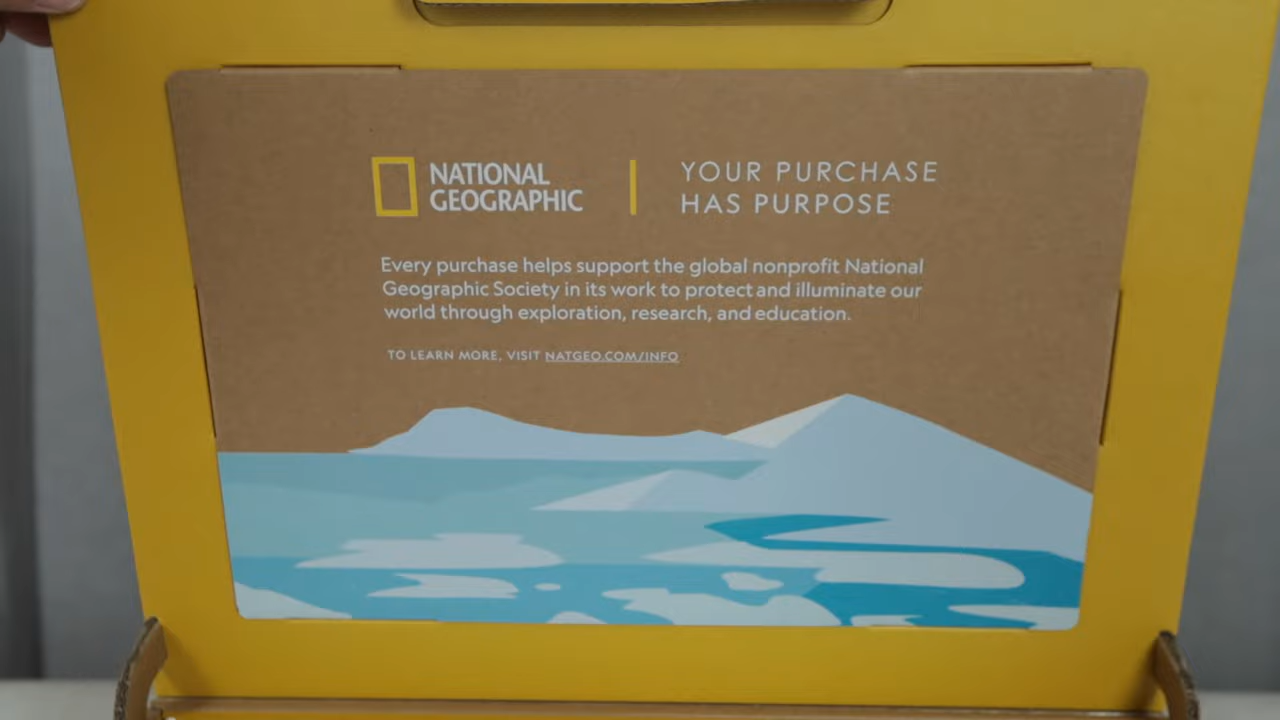 NATIONAL
GEOGRAPHIC
YOUR PURCHASE
HAS PURPOSE
Every purchase helps support the global nonprofit National
Geographic Society in its work to protect and illuminate our
world through exploration, research, and education.
TO LEARN MORE, VISIT NATGEO.COM/INFO